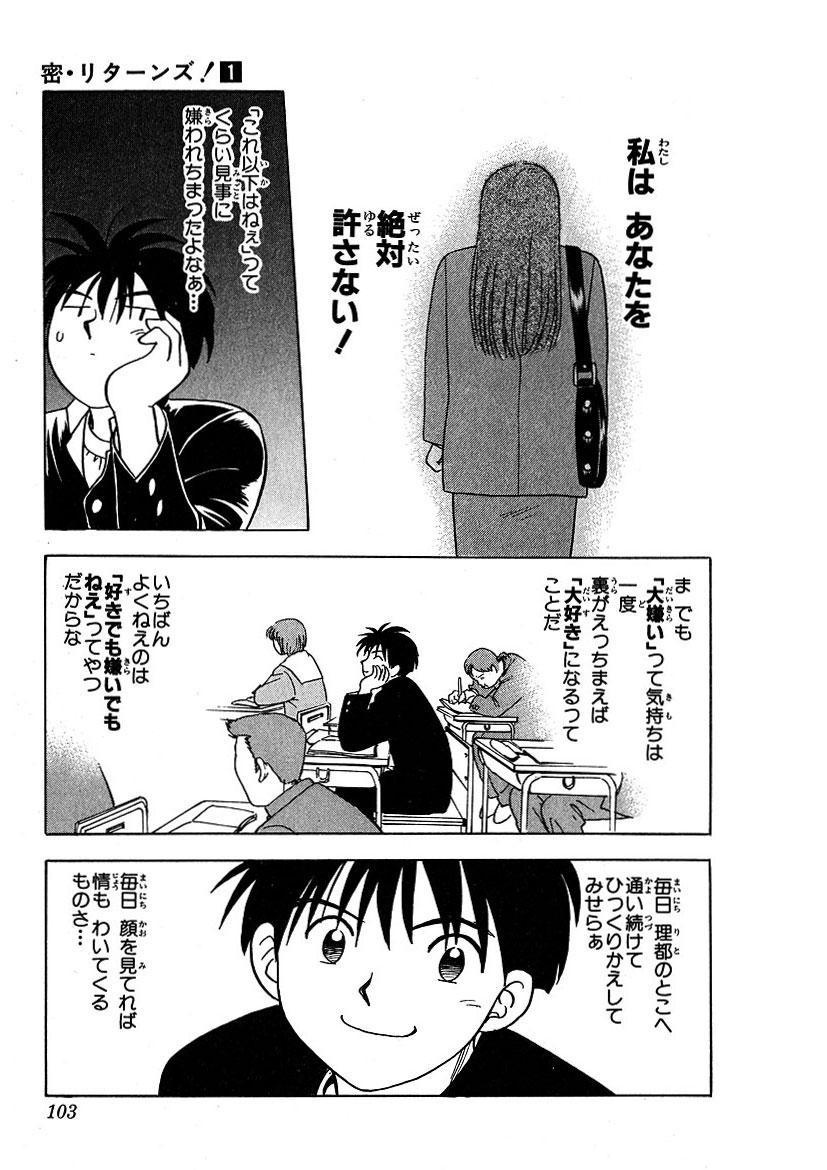 密・リターンズ！1
私は あなたを
絶対
許さない！
「これ以下はねぇ」って
くらい見事に
嫌われちまったよなぁ…
ま でも
「大嫌い」って気持ちは
一度
裏がえっちまえば
「大好き」になるって
ことだ
いちばん
よくねえのは
「好きでも嫌いでも
ねえ」ってやつ
だからな
毎日 理都のとこへ
通い続けて
ひっくりかえして
みせらぁ
毎日 顔を見てれば
情も わいてくる
ものさ…
103